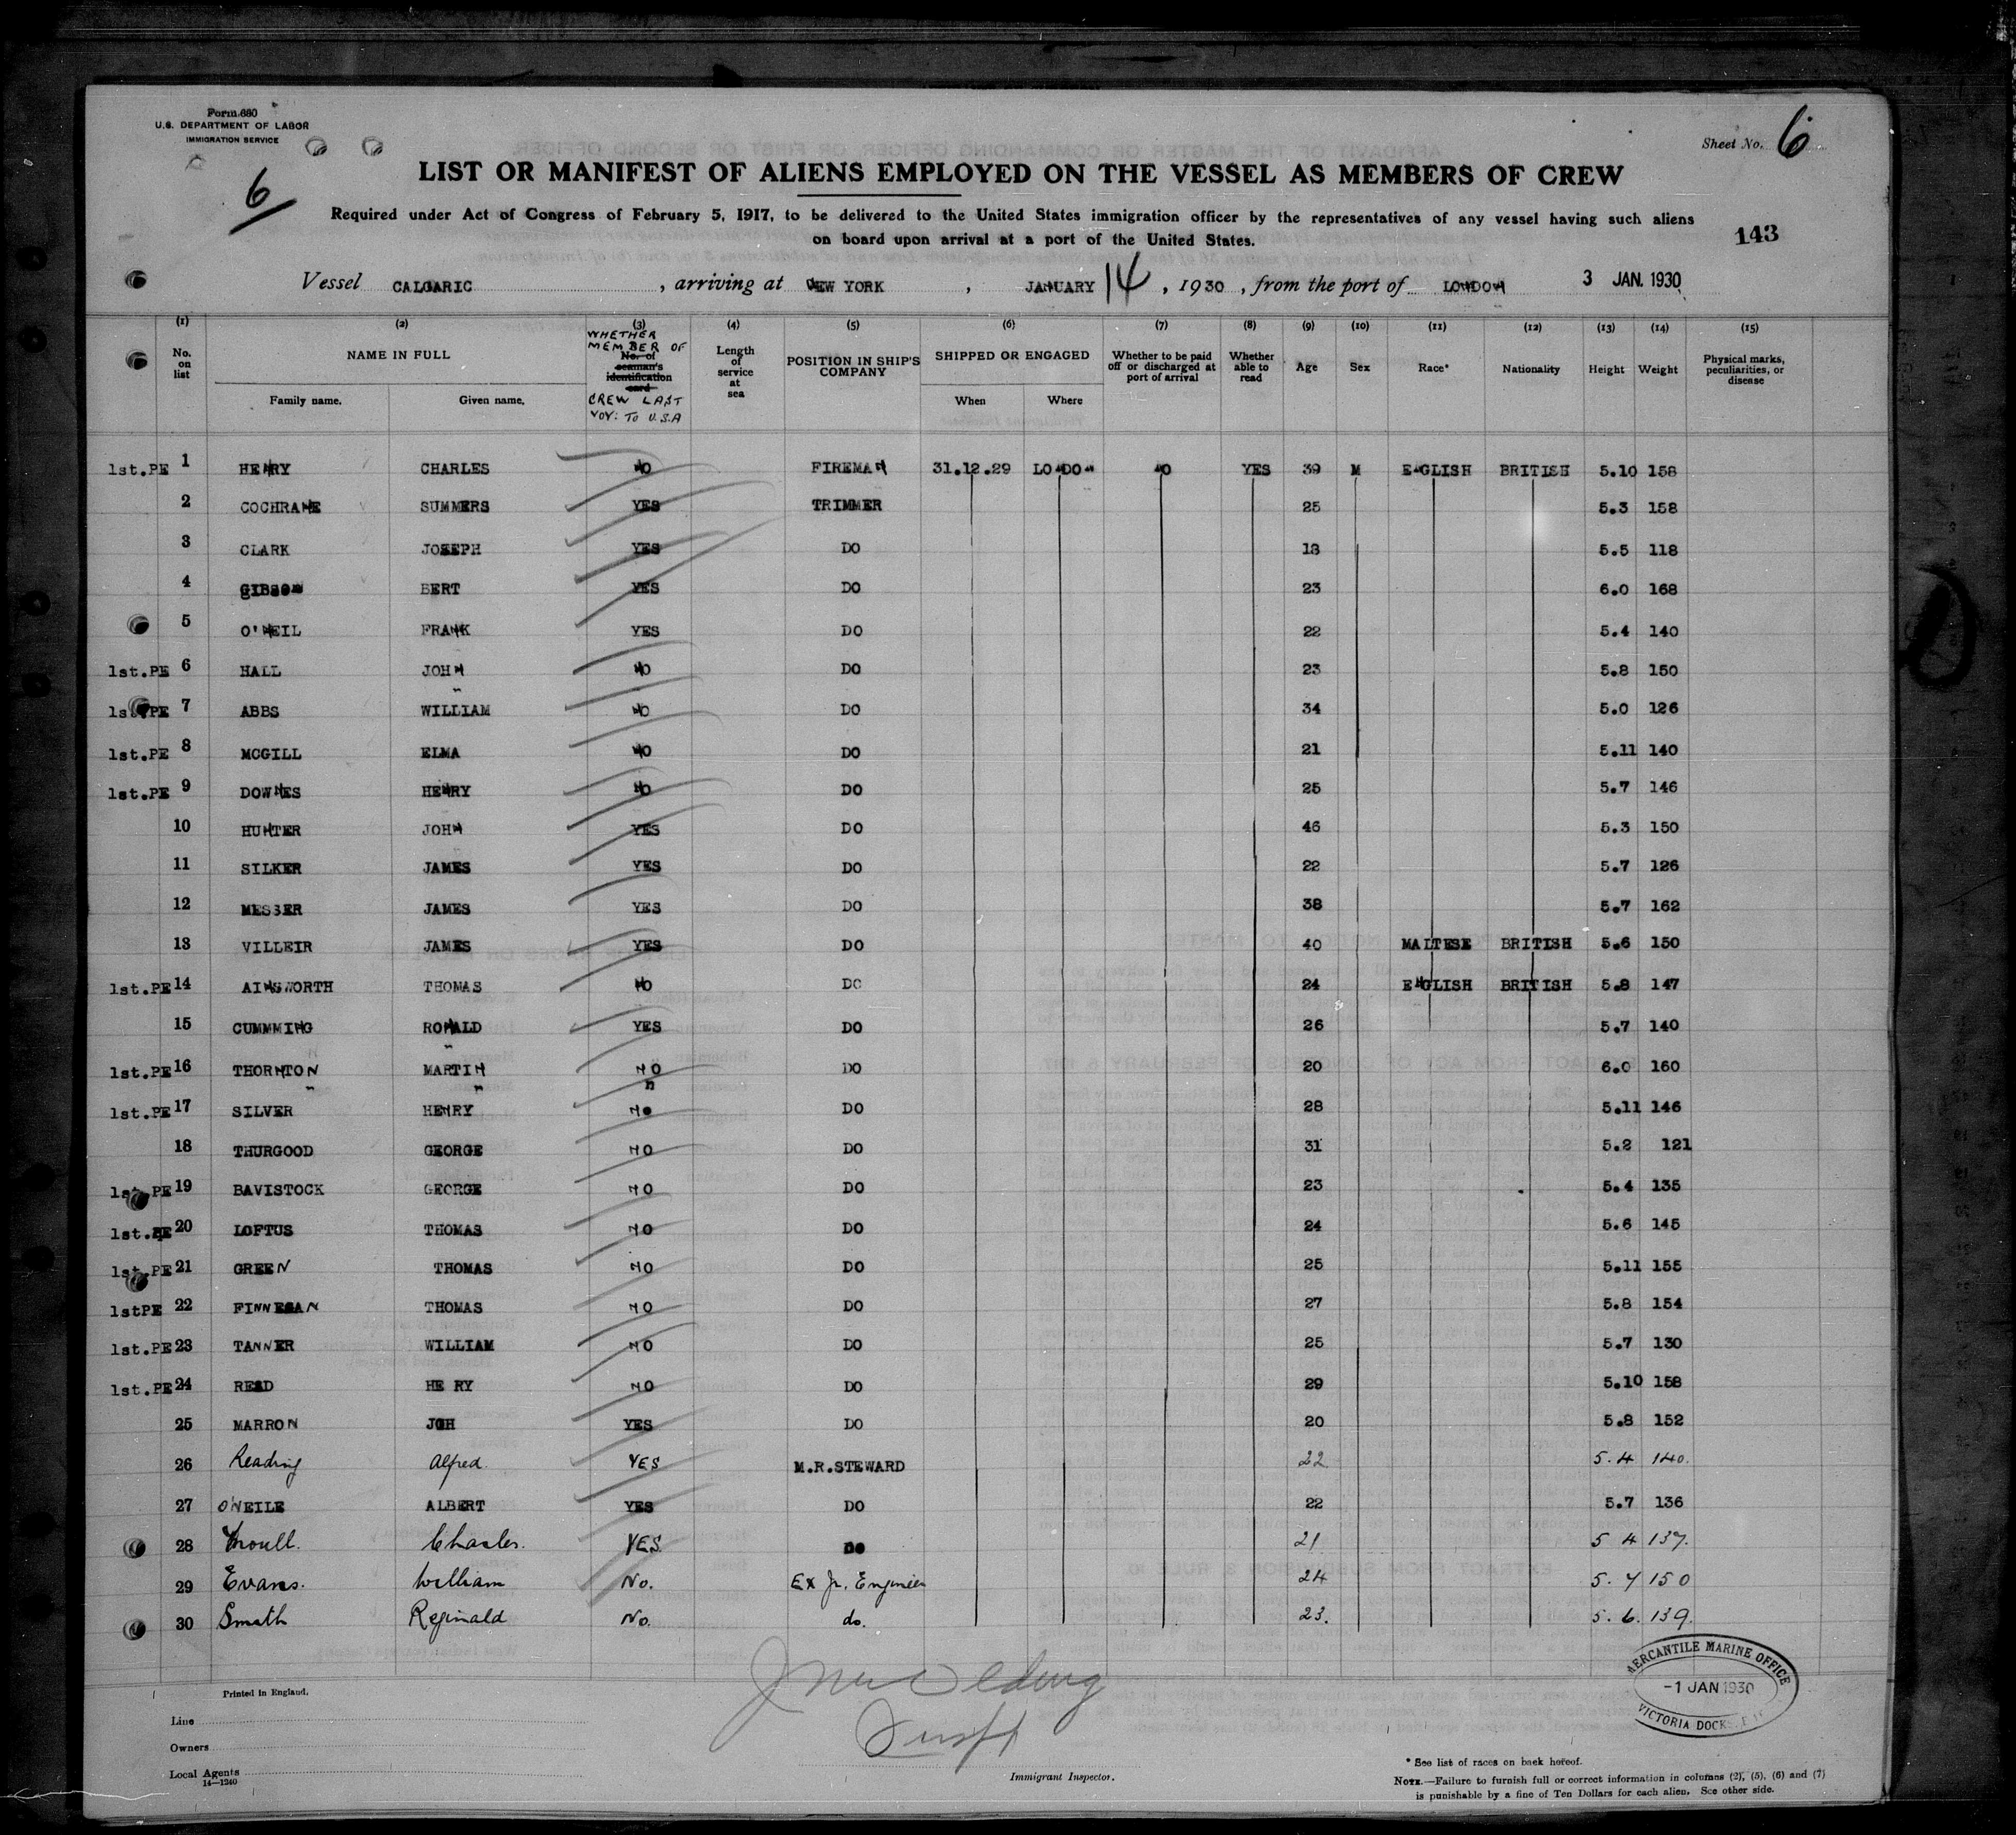 Form 680
U.S. DEPARTMENT OF LABOR
IMMIGRATION SERVICE
6
Sheet No. 6
LIST OR MANIFEST OF ALIENS EMPLOYED ON THE VESSEL AS MEMBERS OF CREW
Required under Act of Congress of February 5, 1917, to be delivered to the United States immigration officer by the representatives of any vessel having such aliens
on board upon arrival at a port of the United States.
143
Vessel CALGARIC, arriving at NEW YORK, JANUARY 14, 1930, from the port of LONDON 3 JAN. 1930
(1) (2) (3) (4) (5) (6) (7) (8) (9) (10) (11) (12) (13) (14) (15)
No. on list
NAME IN FULL
Family name. Given name.
WHETHER MEMBER OF
No. of seaman's identification card
CREW LAST VOY: TO U.S.A
Length of service at sea
POSITION IN SHIP'S COMPANY
SHIPPED OR ENGAGED
When Where
Whether to be paid off or discharged at port of arrival
Whether able to read
Age Sex Race* Nationality Height Weight
Physical marks, peculiarities, or disease
1st.PE 1 HENRY CHARLES NO FIREMAN 31.12.29 LONDON NO YES 39 M ENGLISH BRITISH 5.10 158
2 COCHRANE SUMMERS YES TRIMMER 25 5.3 158
3 CLARK JOSEPH YES DO 18 5.5 118
4 GIBSON BERT YES DO 23 6.0 168
5 O'NEIL FRANK YES DO 22 5.4 140
1st.PE 6 HALL JOHN NO DO 23 5.8 150
1st.PE 7 ABBS WILLIAM NO DO 34 5.0 126
1st.PE 8 MCGILL ELMA NO DO 21 5.11 140
1st.PE 9 DOWNES HENRY NO DO 25 5.7 146
10 HUNTER JOHN YES DO 46 5.3 150
11 SILKER JAMES YES DO 22 5.7 126
12 MESSER JAMES YES DO 38 5.7 162
13 VILLEIR JAMES YES DO 40 MALTESE BRITISH 5.6 150
1st.PE 14 AINSWORTH THOMAS NO DO 24 ENGLISH BRITISH 5.8 147
15 CUMMMING RONALD YES DO 26 5.7 140
1st.PE 16 THORNTON MARTIN NO DO 20 6.0 160
1st.PE 17 SILVER HENRY NO DO 28 5.11 146
18 THURGOOD GEORGE NO DO 31 5.2 121
1st.PE 19 BAVISTOCK GEORGE NO DO 23 5.4 135
1st.PE 20 LOFTUS THOMAS NO DO 24 5.6 145
1st.PE 21 GREEN THOMAS NO DO 25 5.11 155
1stPE 22 FINNEGAN THOMAS NO DO 27 5.8 154
1st.PE 23 TANNER WILLIAM NO DO 25 5.7 130
1st.PE 24 READ HE RY NO DO 29 5.10 158
25 MARRON JOH YES DO 20 5.8 152
26 Reading Alfred. YES M.R.STEWARD 22 5.4 140.
27 O'NEILE ALBERT YES DO 22 5.7 136
28 Charles. YES. DO 21 5 4 137.
29 Evans. William No. Ex Jr. Engineer 24 5.7 150
30 Smith Reginald No. do. 23. 5.6. 139.
MERCANTILE MARINE OFFICE
-1 JAN 1930
VICTORIA DOCKS
Printed in England.
Line
Owners
Local Agents
14—1240
Immigrant Inspector.
* See list of races on back hereof.
NOTE.—Failure to furnish full or correct information in columns (2), (5), (6) and (7)
is punishable by a fine of Ten Dollars for each alien. See other side.